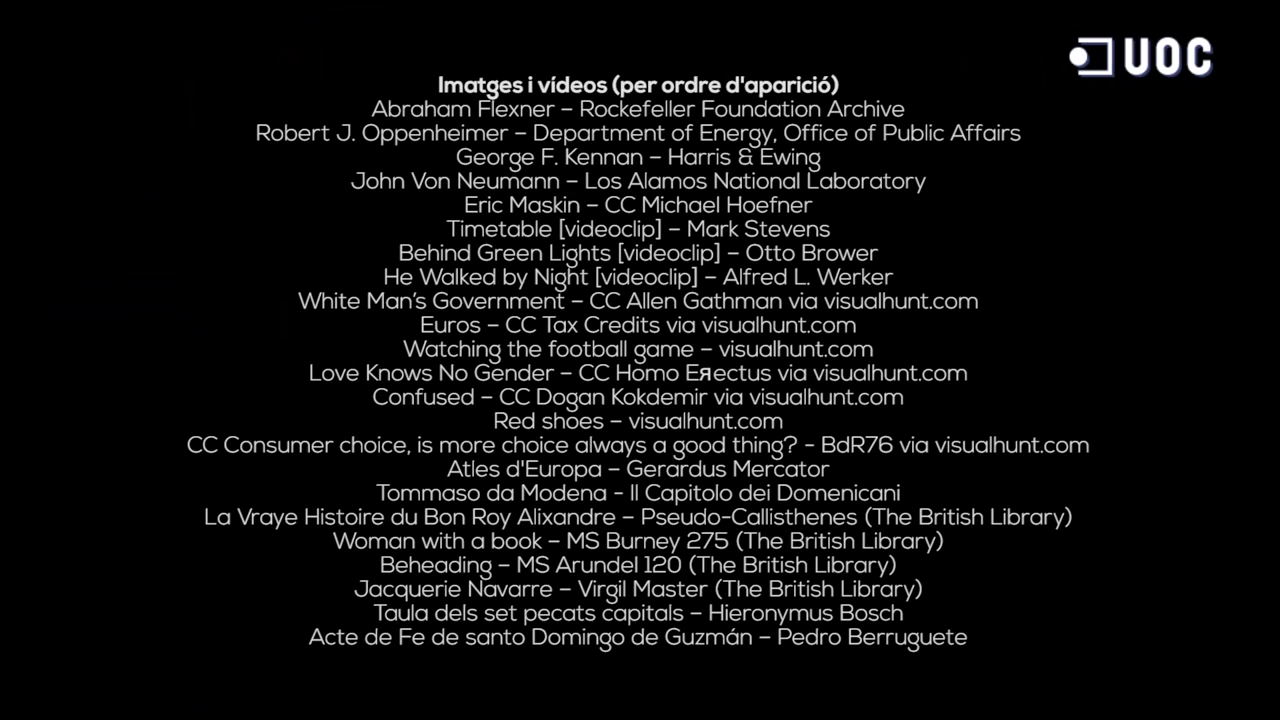 UOC
Imatges i vídeos (per ordre d'aparició)
Abraham Flexner – Rockefeller Foundation Archive
Robert J. Oppenheimer – Department of Energy, Office of Public Affairs
George F. Kennan – Harris & Ewing
John Von Neumann – Los Alamos National Laboratory
Eric Maskin – CC Michael Hoefner
Timetable [videoclip] – Mark Stevens
Behind Green Lights [videoclip] – Otto Brower
He Walked by Night [videoclip] – Alfred L. Werker
White Man’s Government – CC Allen Gathman via visualhunt.com
Euros – CC Tax Credits via visualhunt.com
Watching the football game – visualhunt.com
Love Knows No Gender – CC Homo Eяectus via visualhunt.com
Confused – CC Dogan Kokdemir via visualhunt.com
Red shoes – visualhunt.com
CC Consumer choice, is more choice always a good thing? - BdR76 via visualhunt.com
Atles d'Europa – Gerardus Mercator
Tommaso da Modena - Il Capitolo dei Domenicani
La Vraye Histoire du Bon Roy Alixandre – Pseudo-Callisthenes (The British Library)
Woman with a book – MS Burney 275 (The British Library)
Beheading – MS Arundel 120 (The British Library)
Jacquerie Navarre – Virgil Master (The British Library)
Taula dels set pecats capitals – Hieronymus Bosch
Acte de Fe de santo Domingo de Guzmán – Pedro Berruguete